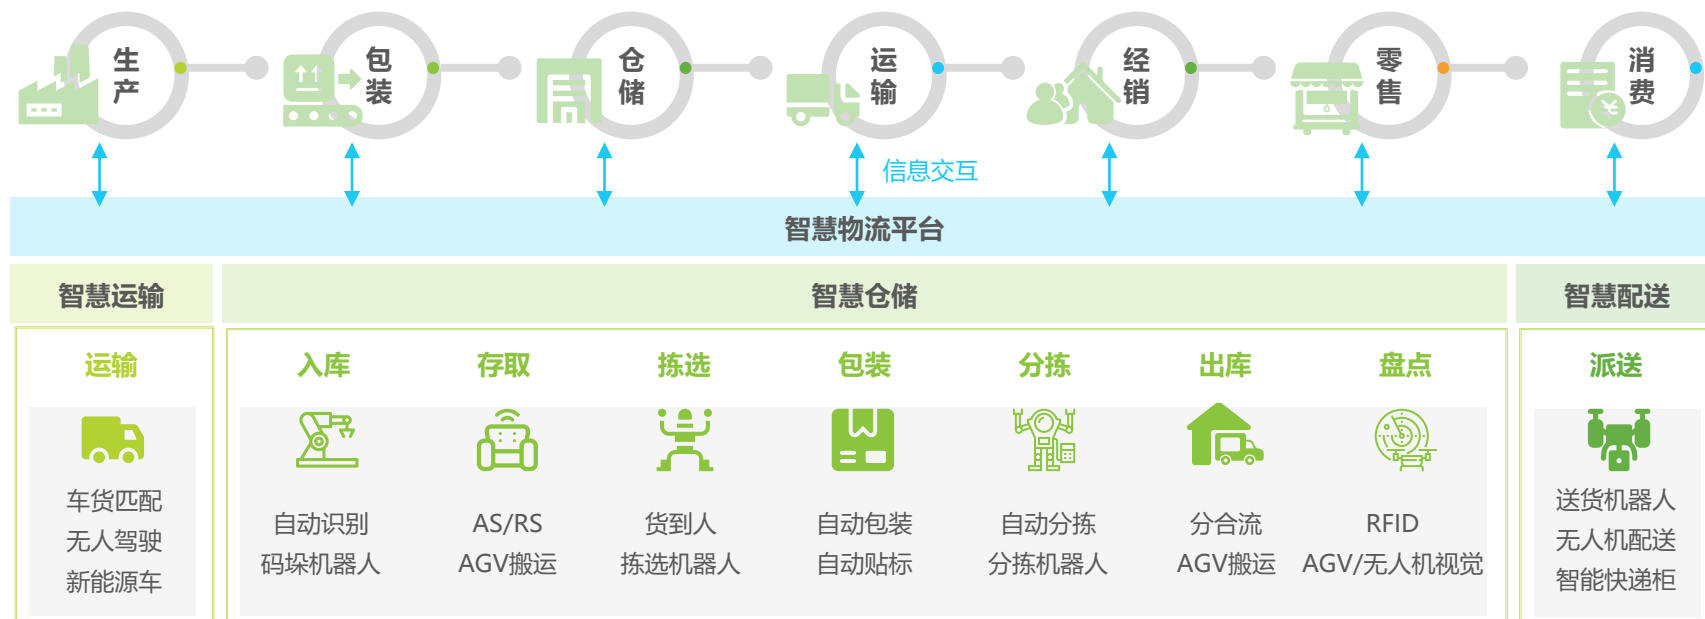 生产
包装
仓储
运输
经销
零售
消费
信息交互
智慧物流平台
智慧运输
智慧仓储
智慧配送
运输
车货匹配
无人驾驶
新能源车
入库
自动识别
码垛机器人
存取
AS/RS
AGV搬运
拣选
货到人
拣选机器人
包装
自动包装
自动贴标
分拣
自动分拣
分拣机器人
出库
分合流
AGV搬运
盘点
RFID
AGV/无人机视觉
派送
送货机器人
无人机配送
智能快递柜